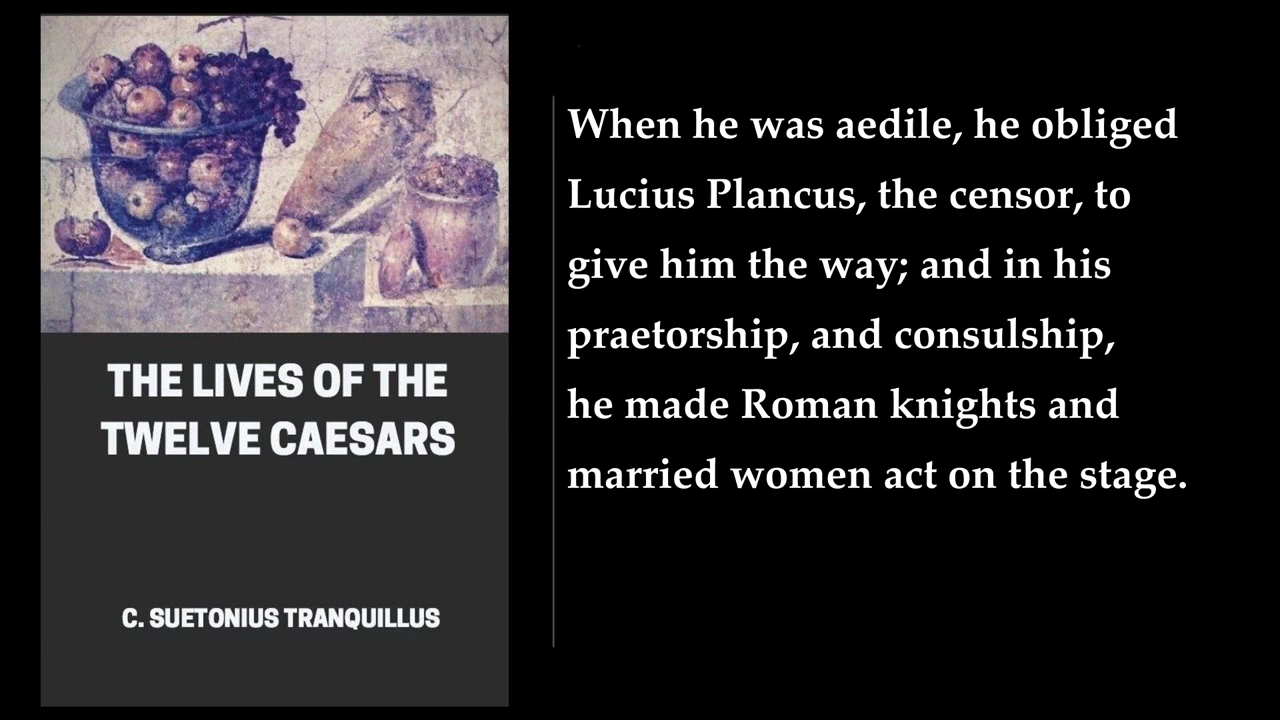 THE LIVES OF THE
TWELVE CAESARS
C. SUETONIUS TRANQUILLUS
When he was aedile, he obliged
Lucius Plancus, the censor, to
give him the way; and in his
praetorship, and consulship,
he made Roman knights and
married women act on the stage.